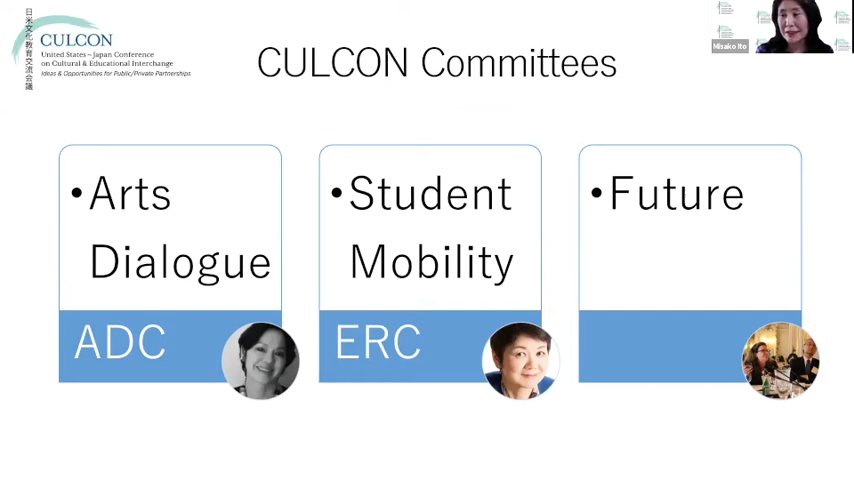 日米文化教育交流会議
CULCON
United States–Japan Conference
on Cultural & Educational Interchange
Ideas & Opportunities for Public/Private Partnerships
CULCON Committees
Misako Ito
•Arts
Dialogue
ADC
•Student
Mobility
ERC
•Future